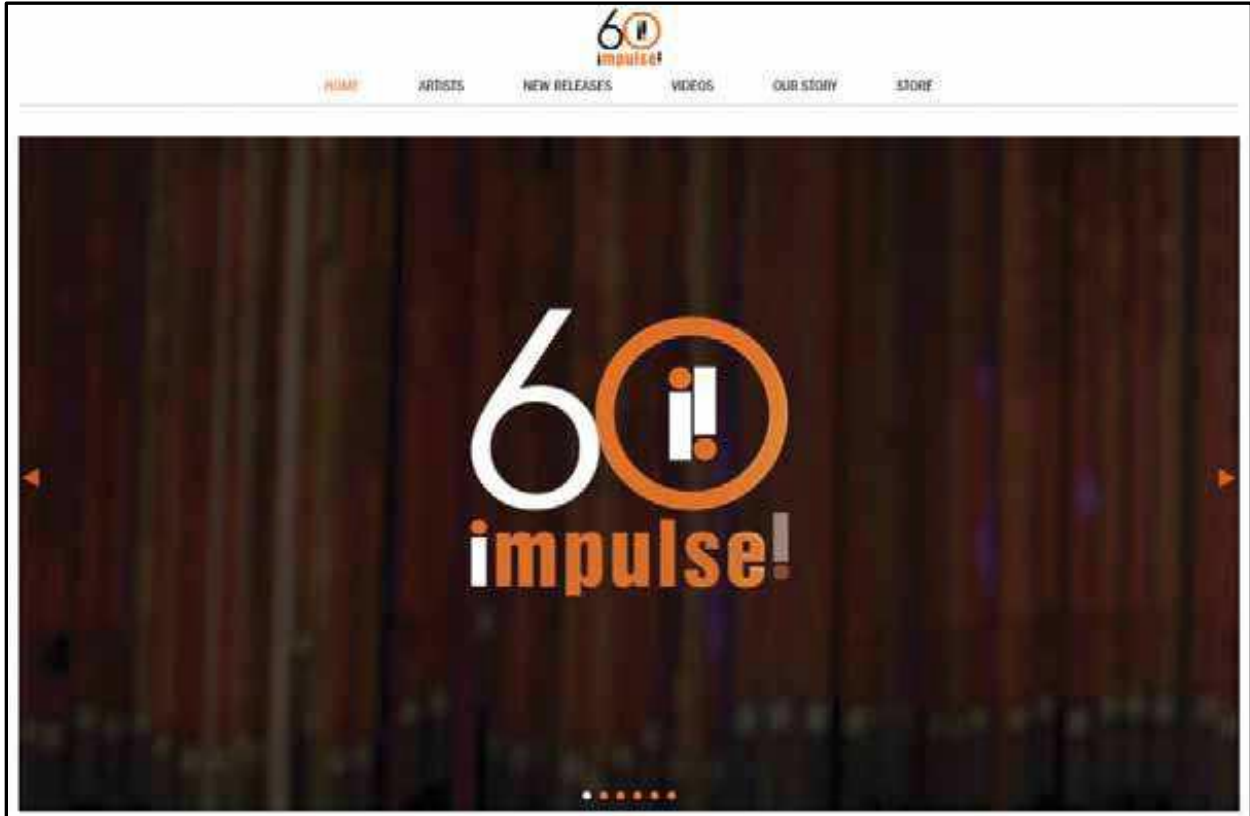 60
impulse!
HOME ARTISTS NEW RELEASES VIDEOS OUR STORY STORE
60
impulse!